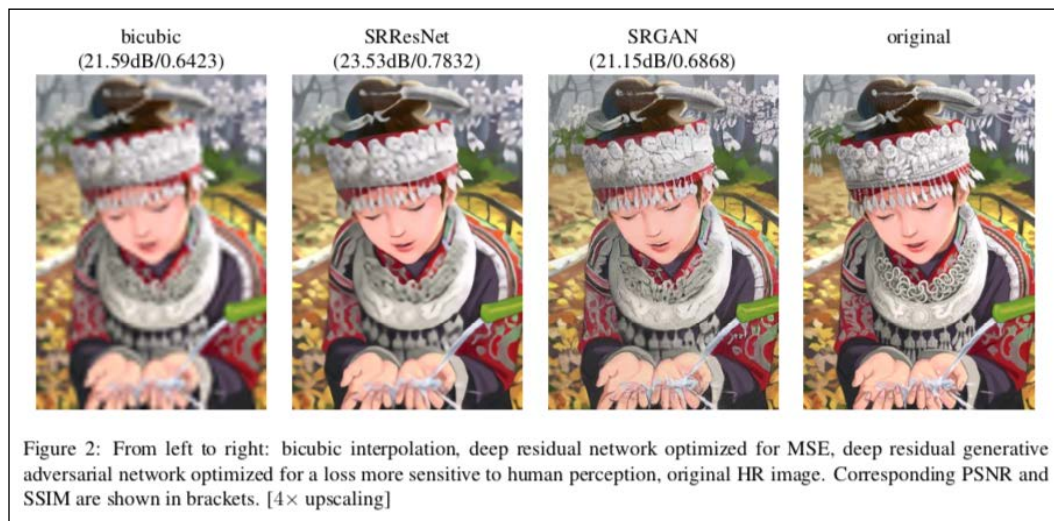 bicubic
(21.59dB/0.6423)
SRResNet
(23.53dB/0.7832)
SRGAN
(21.15dB/0.6868)
original
Figure 2: From left to right: bicubic interpolation, deep residual network optimized for MSE, deep residual generative
adversarial network optimized for a loss more sensitive to human perception, original HR image. Corresponding PSNR and
SSIM are shown in brackets. [4× upscaling]